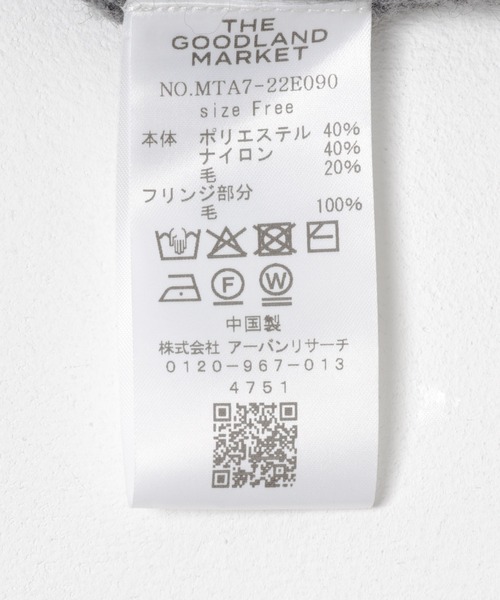 THE
GOODLAND
MARKET
NO.MTA7-22E090
size Free
本体 ポリエステル 40%
ナイロン 40%
毛 20%
フリンジ部分
毛 100%
F W
中国製
株式会社 アーバンリサーチ
0120-967-013
4751